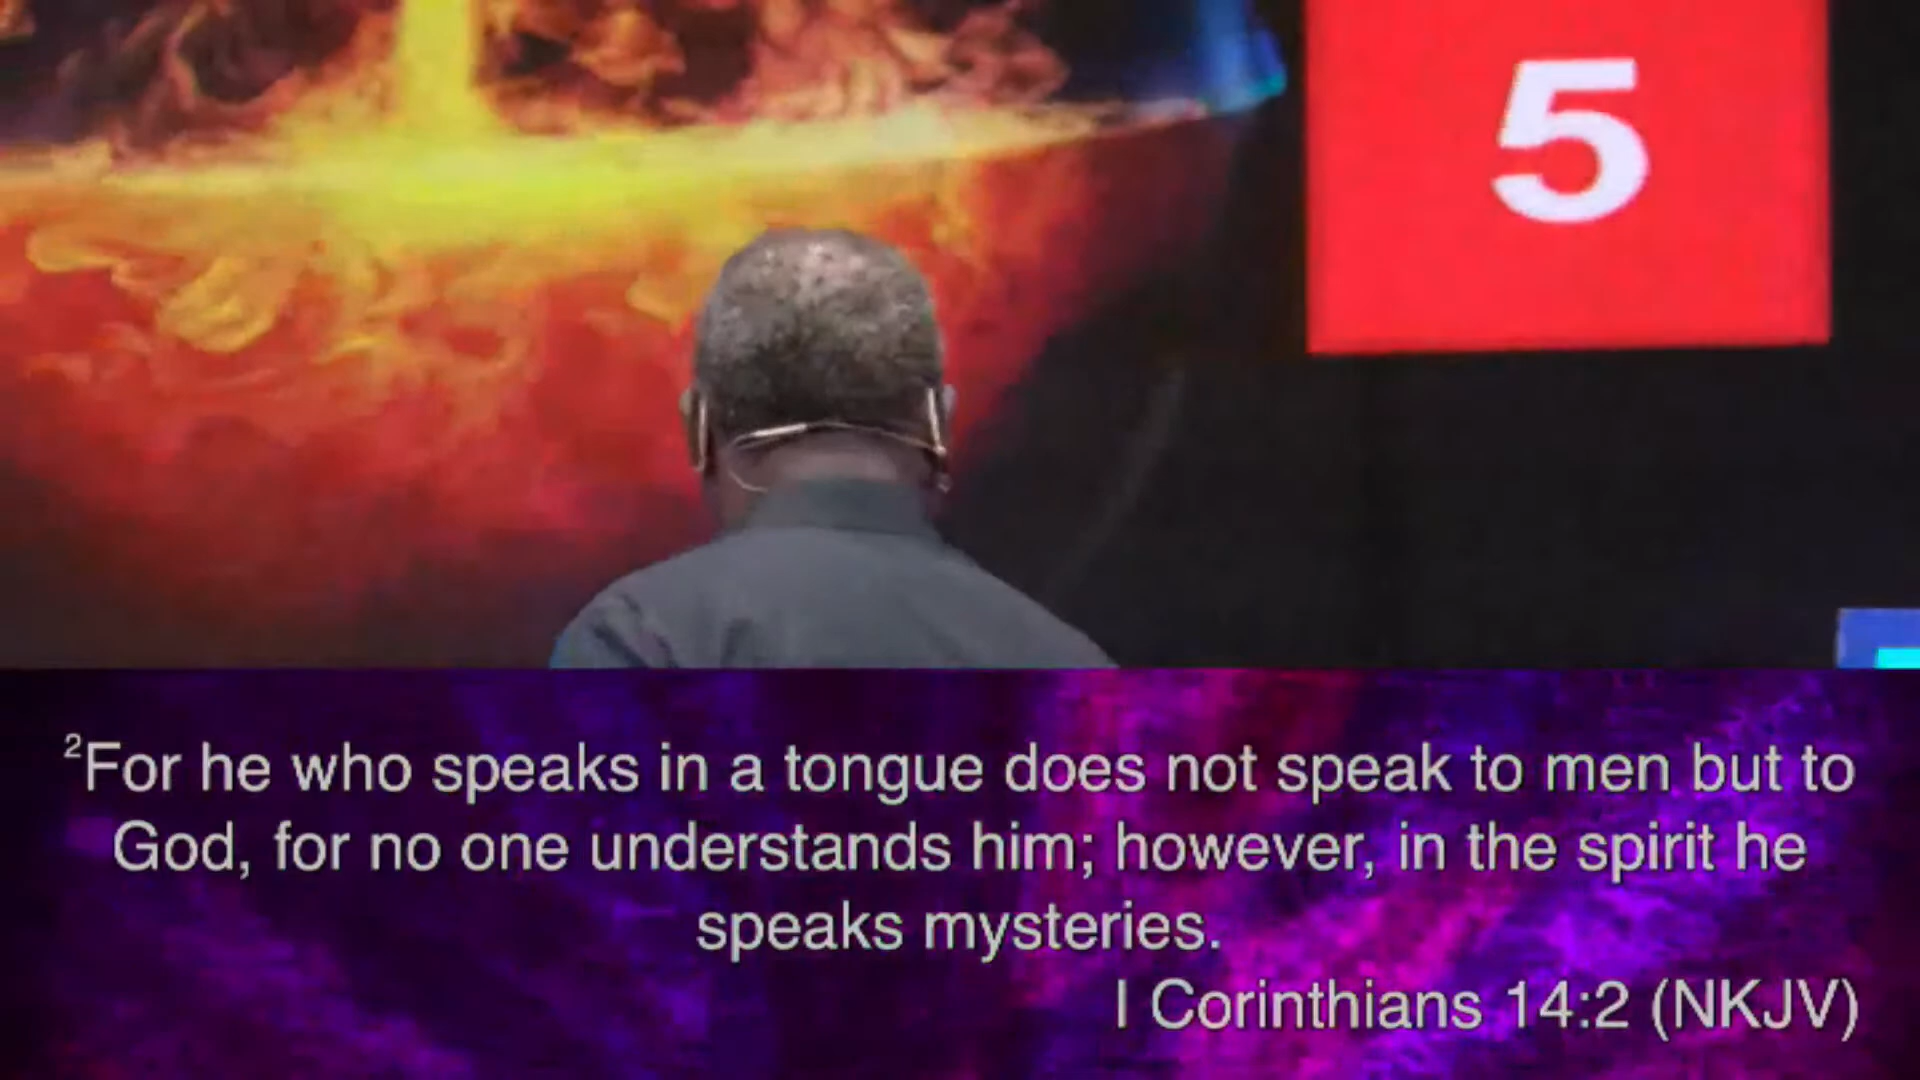 5
²For he who speaks in a tongue does not speak to men but to
God, for no one understands him; however, in the spirit he
speaks mysteries.
I Corinthians 14:2 (NKJV)